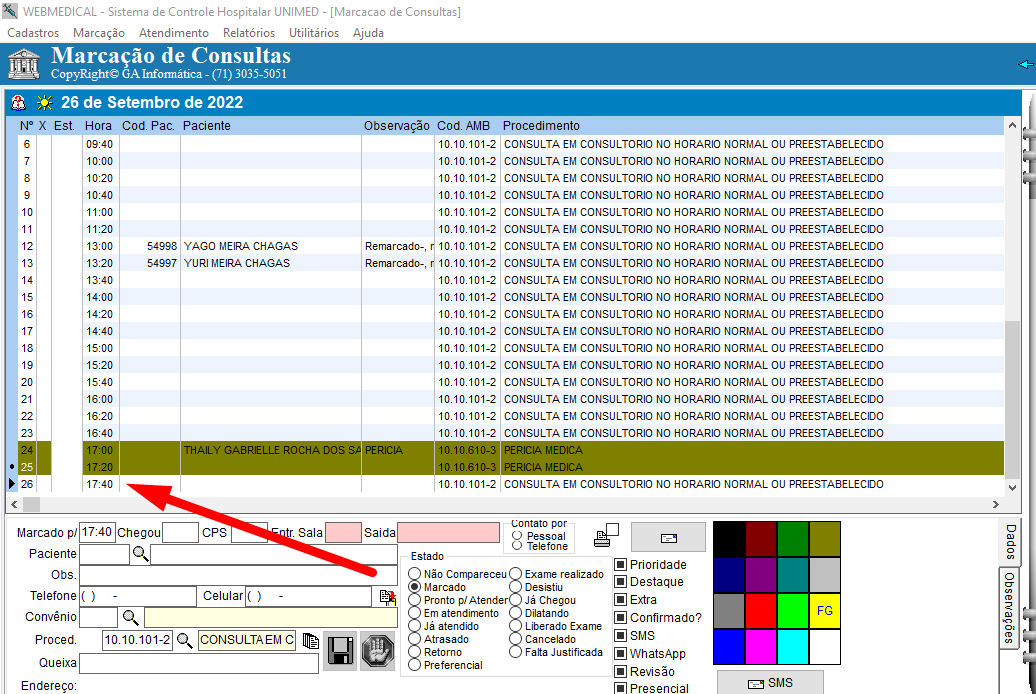 WEBMEDICAL - Sistema de Controle Hospitalar UNIMED - [Marcacao de Consultas]
Cadastros Marcação Atendimento Relatórios Utilitários Ajuda
Marcação de Consultas
CopyRight© GA Informática - (71) 3035-5051
26 de Setembro de 2022
Nº X Est. Hora Cod. Pac. Paciente Observação Cod. AMB Procedimento
6 09:40 10.10.101-2 CONSULTA EM CONSULTORIO NO HORARIO NORMAL OU PREESTABELECIDO
7 10:00 10.10.101-2 CONSULTA EM CONSULTORIO NO HORARIO NORMAL OU PREESTABELECIDO
8 10:20 10.10.101-2 CONSULTA EM CONSULTORIO NO HORARIO NORMAL OU PREESTABELECIDO
9 10:40 10.10.101-2 CONSULTA EM CONSULTORIO NO HORARIO NORMAL OU PREESTABELECIDO
10 11:00 10.10.101-2 CONSULTA EM CONSULTORIO NO HORARIO NORMAL OU PREESTABELECIDO
11 11:20 10.10.101-2 CONSULTA EM CONSULTORIO NO HORARIO NORMAL OU PREESTABELECIDO
12 13:00 54998 YAGO MEIRA CHAGAS Remarcado-, r 10.10.101-2 CONSULTA EM CONSULTORIO NO HORARIO NORMAL OU PREESTABELECIDO
13 13:20 54997 YURI MEIRA CHAGAS Remarcado-, r 10.10.101-2 CONSULTA EM CONSULTORIO NO HORARIO NORMAL OU PREESTABELECIDO
14 13:40 10.10.101-2 CONSULTA EM CONSULTORIO NO HORARIO NORMAL OU PREESTABELECIDO
15 14:00 10.10.101-2 CONSULTA EM CONSULTORIO NO HORARIO NORMAL OU PREESTABELECIDO
16 14:20 10.10.101-2 CONSULTA EM CONSULTORIO NO HORARIO NORMAL OU PREESTABELECIDO
17 14:40 10.10.101-2 CONSULTA EM CONSULTORIO NO HORARIO NORMAL OU PREESTABELECIDO
18 15:00 10.10.101-2 CONSULTA EM CONSULTORIO NO HORARIO NORMAL OU PREESTABELECIDO
19 15:20 10.10.101-2 CONSULTA EM CONSULTORIO NO HORARIO NORMAL OU PREESTABELECIDO
20 15:40 10.10.101-2 CONSULTA EM CONSULTORIO NO HORARIO NORMAL OU PREESTABELECIDO
21 16:00 10.10.101-2 CONSULTA EM CONSULTORIO NO HORARIO NORMAL OU PREESTABELECIDO
22 16:20 10.10.101-2 CONSULTA EM CONSULTORIO NO HORARIO NORMAL OU PREESTABELECIDO
23 16:40 10.10.101-2 CONSULTA EM CONSULTORIO NO HORARIO NORMAL OU PREESTABELECIDO
24 17:00 THAILY GABRIELLE ROCHA DOS SA PERICIA 10.10.610-3 PERICIA MEDICA
25 17:20 10.10.610-3 PERICIA MEDICA
26 17:40 10.10.101-2 CONSULTA EM CONSULTORIO NO HORARIO NORMAL OU PREESTABELECIDO
Marcado p/ 17:40 Chegou CPS Entr. Sala Saida
Paciente
Obs.
Telefone ( ) - Celular ( ) -
Convênio
Proced. 10.10.101-2 CONSULTA EM C
Queixa
Endereço:
Contato por
Pessoal
Telefone
Estado
Não Compareceu Exame realizado
Marcado Desistiu
Pronto p/ Atender Já Chegou
Em atendimento Dilatando
Já atendido Liberado Exame
Atrasado Cancelado
Retorno Falta Justificada
Preferencial
Prioridade
Destaque
Extra
Confirmado?
SMS
WhatsApp
Revisão
Presencial
FG
SMS
Dados
Observações